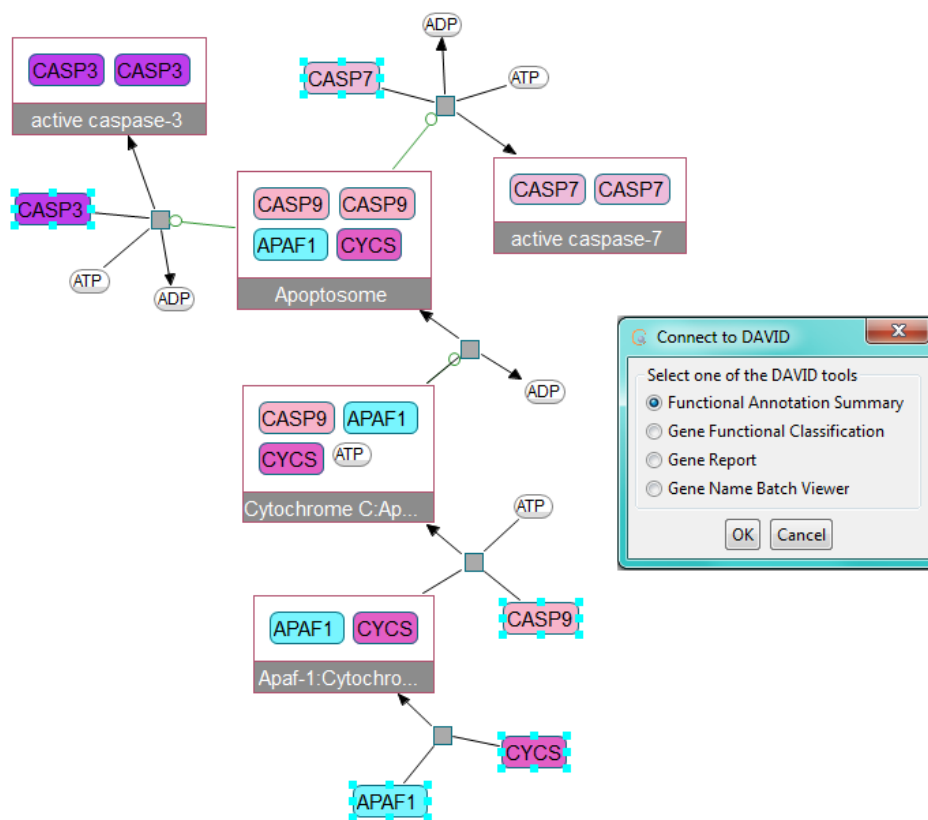 ADP
CASP3 CASP3
CASP7
ATP
active caspase-3
CASP3
CASP9 CASP9
CASP7 CASP7
APAF1 CYCS
active caspase-7
ATP
ADP
Apoptosome
Connect to DAVID
x
Select one of the DAVID tools
Functional Annotation Summary
Gene Functional Classification
Gene Report
Gene Name Batch Viewer
OK Cancel
ADP
CASP9 APAF1
CYCS ATP
Cytochrome C:Ap...
ATP
CASP9
APAF1 CYCS
Apaf-1:Cytochro...
CYCS
APAF1